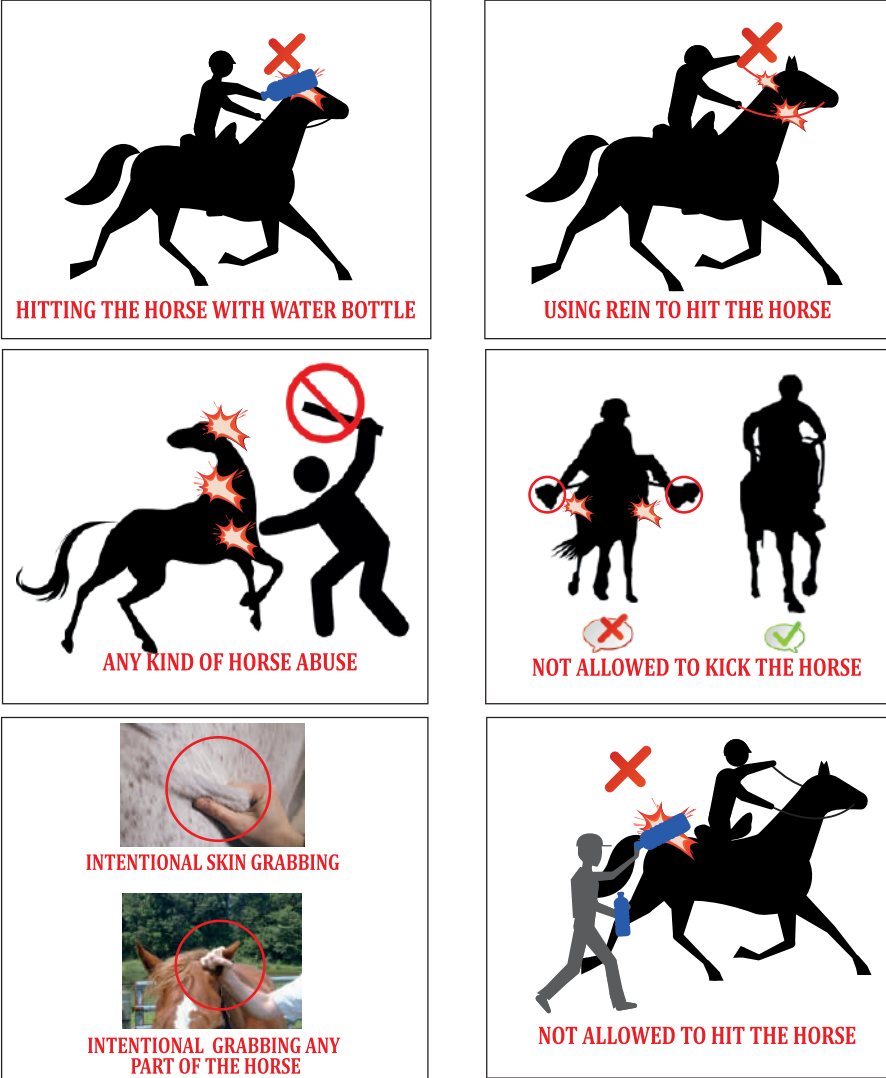 HITTING THE HORSE WITH WATER BOTTLE
USING REIN TO HIT THE HORSE
ANY KIND OF HORSE ABUSE
NOT ALLOWED TO KICK THE HORSE
INTENTIONAL SKIN GRABBING
INTENTIONAL GRABBING ANY
PART OF THE HORSE
NOT ALLOWED TO HIT THE HORSE